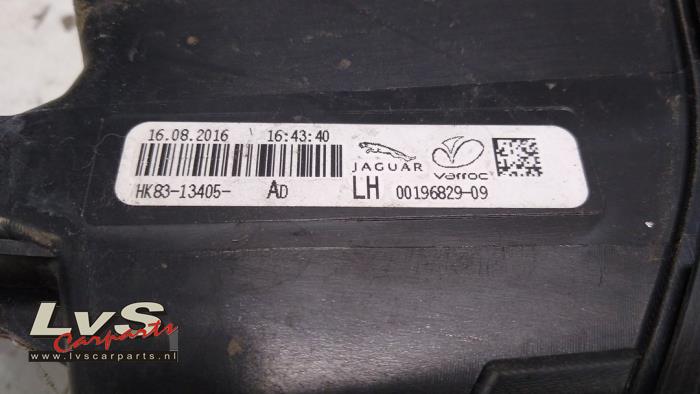 16.08.2016 16:43:40
JAGUAR
varroc
HK83-13405- AD LH 00196829-09
LvS
Carparts
www.lvscarparts.nl